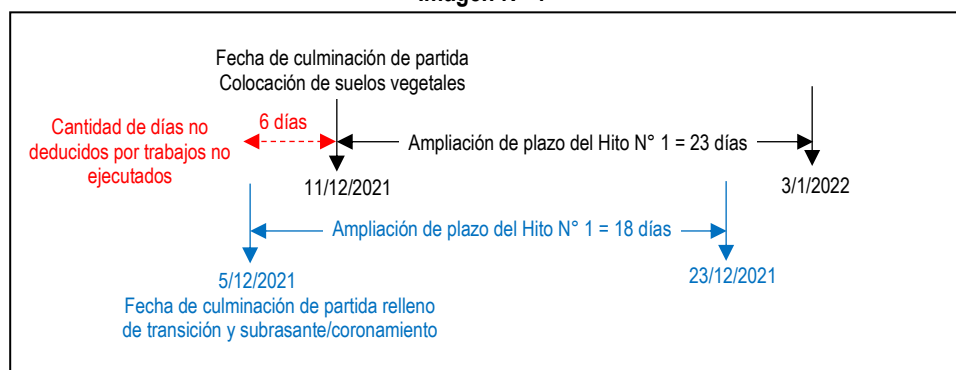 Fecha de culminación de partida
Colocación de suelos vegetales
6 días
Cantidad de días no
deducidos por trabajos no
ejecutados
Ampliación de plazo del Hito N° 1 = 23 días
11/12/2021
3/1/2022
Ampliación de plazo del Hito N° 1 = 18 días
5/12/2021
23/12/2021
Fecha de culminación de partida relleno
de transición y subrasante/coronamiento